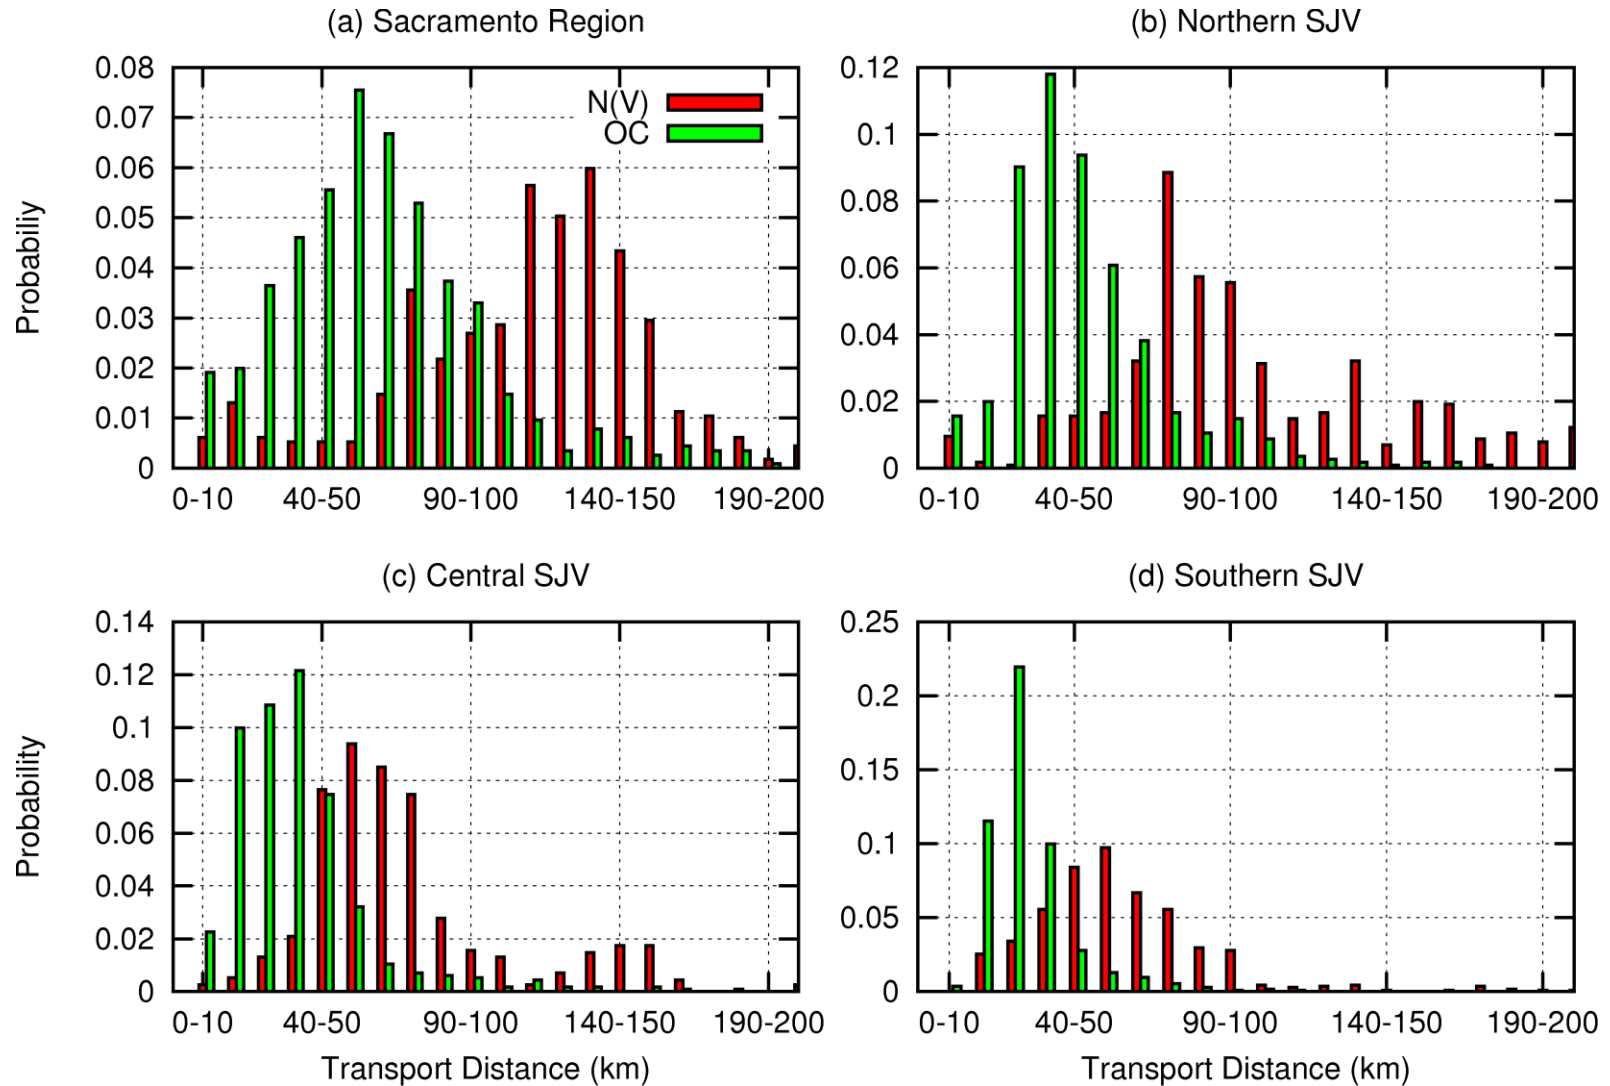 (a) Sacramento Region
0.08
0.07
0.06
0.05
0.04
0.03
0.02
0.01
0
Probabiliy
N(V)
OC
0-10 40-50 90-100 140-150 190-200
(b) Northern SJV
0.12
0.1
0.08
0.06
0.04
0.02
0
0-10 40-50 90-100 140-150 190-200
(c) Central SJV
0.14
0.12
0.1
0.08
0.06
0.04
0.02
0
Probability
0-10 40-50 90-100 140-150 190-200
Transport Distance (km)
(d) Southern SJV
0.25
0.2
0.15
0.1
0.05
0
0-10 40-50 90-100 140-150 190-200
Transport Distance (km)